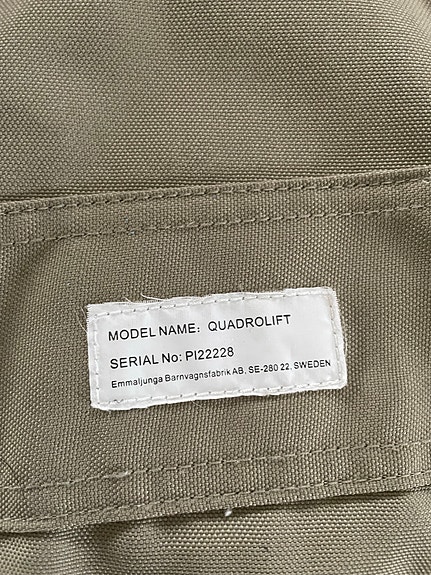 MODEL NAME: QUADROLIFT
SERIAL No: PI22228
Emmaljunga Barnvagnsfabrik AB, SE-280 22, SWEDEN